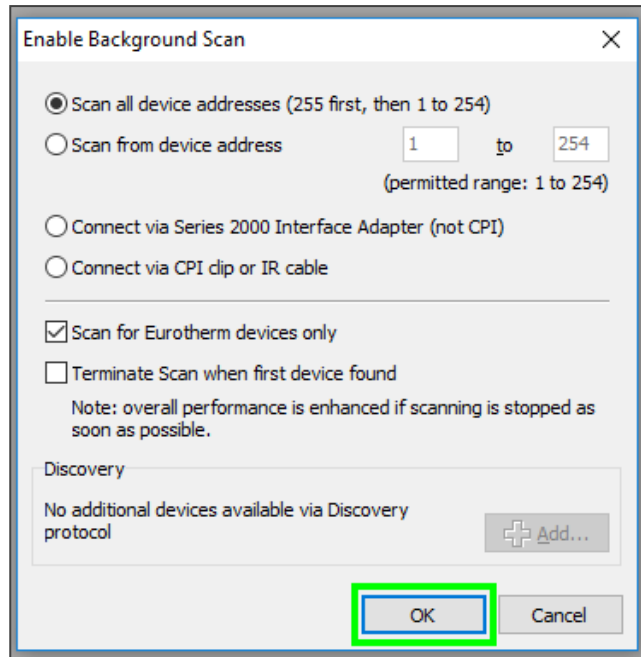 Enable Background Scan
Scan all device addresses (255 first, then 1 to 254)
Scan from device address 1 to 254
(permitted range: 1 to 254)
Connect via Series 2000 Interface Adapter (not CPI)
Connect via CPI clip or IR cable
Scan for Eurotherm devices only
Terminate Scan when first device found
Note: overall performance is enhanced if scanning is stopped as
soon as possible.
Discovery
No additional devices available via Discovery
protocol
Add...
OK Cancel